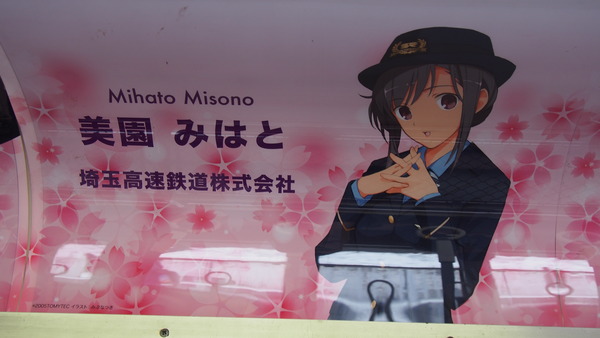 Mihato Misono
美園 みはと
埼玉高速鉄道株式会社